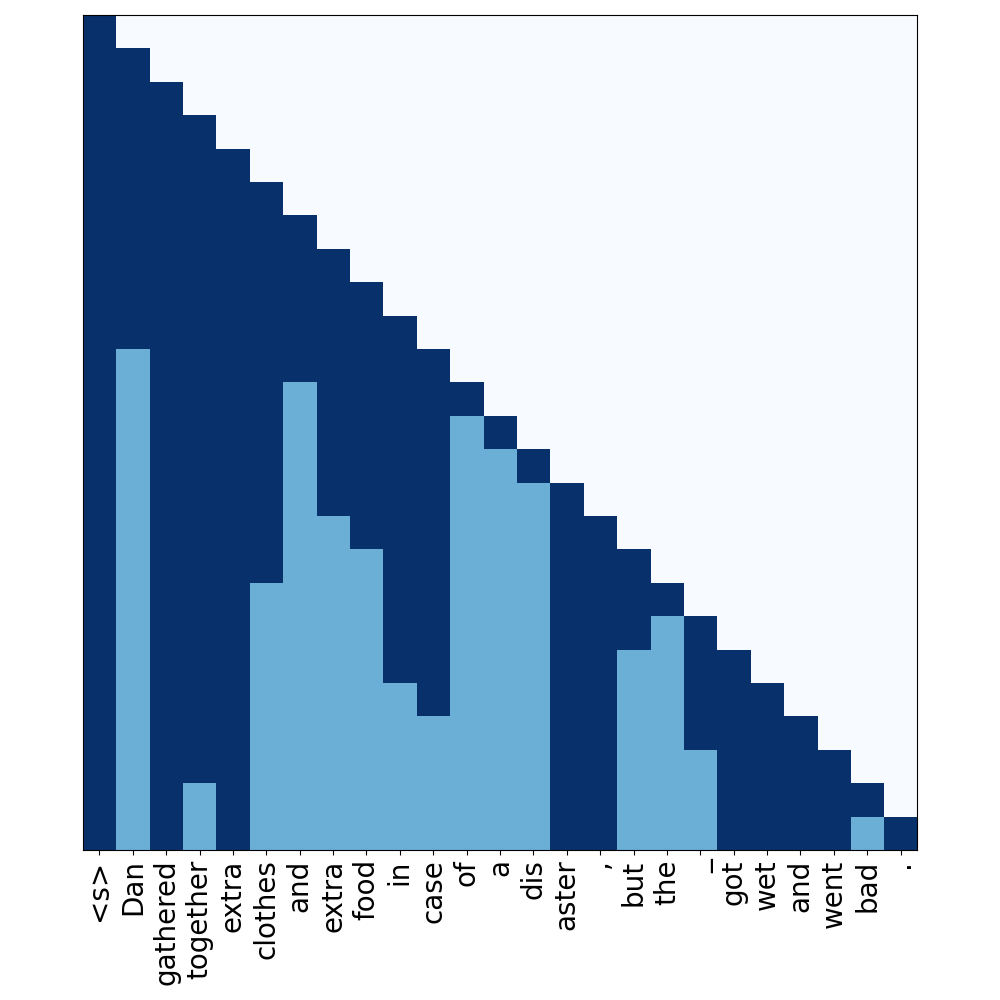 <s> Dan gathered together extra clothes and extra food in case of a dis aster , but the _ got wet and went bad .